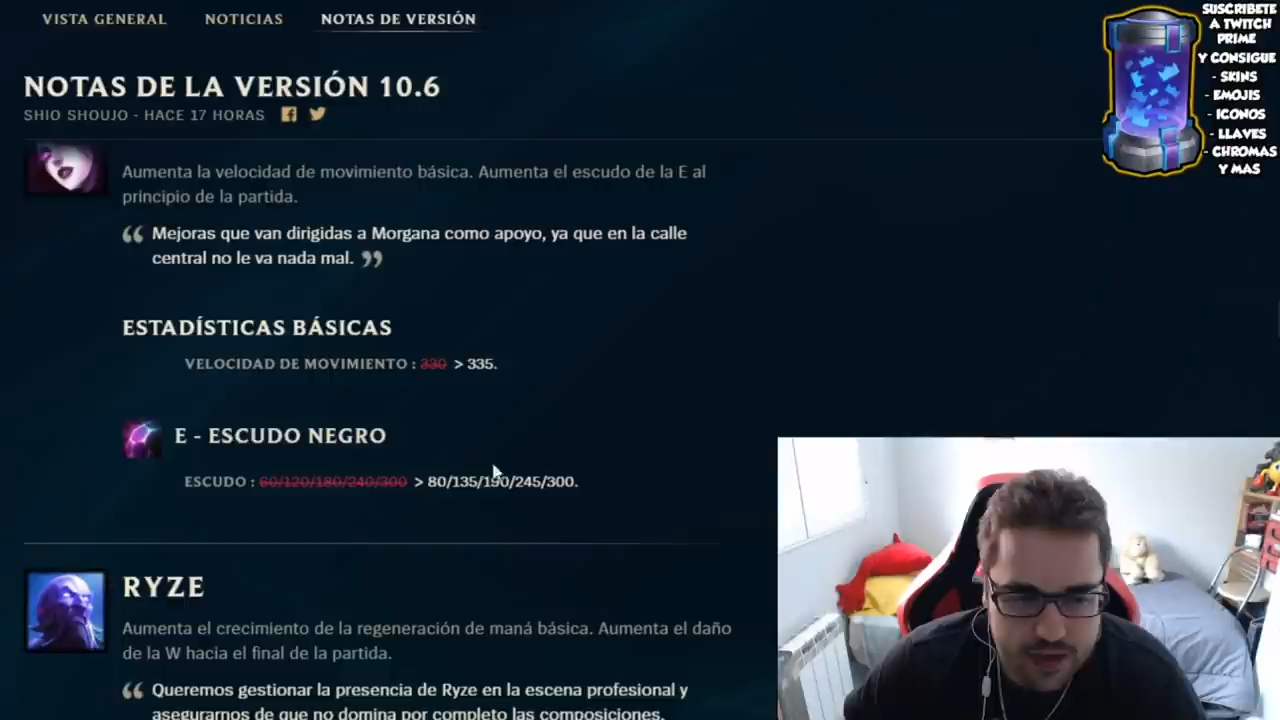 VISTA GENERAL
NOTICIAS
NOTAS DE VERSIÓN
NOTAS DE LA VERSIÓN 10.6
SHIO SHOUJO - HACE 17 HORAS
Aumenta la velocidad de movimiento básica. Aumenta el escudo de la E al
principio de la partida.
“ Mejoras que van dirigidas a Morgana como apoyo, ya que en la calle
central no le va nada mal. ”
ESTADÍSTICAS BÁSICAS
VELOCIDAD DE MOVIMIENTO : 330 > 335.
E - ESCUDO NEGRO
ESCUDO : 60/120/180/240/300 > 80/135/190/245/300.
RYZE
Aumenta el crecimiento de la regeneración de maná básica. Aumenta el daño
de la W hacia el final de la partida.
“ Queremos gestionar la presencia de Ryze en la escena profesional y
asegurarnos de que no domina por completo las composiciones.
SUSCRIBETE
A TWITCH
PRIME
Y CONSIGUE
- SKINS
- EMOJIS
- ICONOS
- LLAVES
- CHROMAS
Y MAS